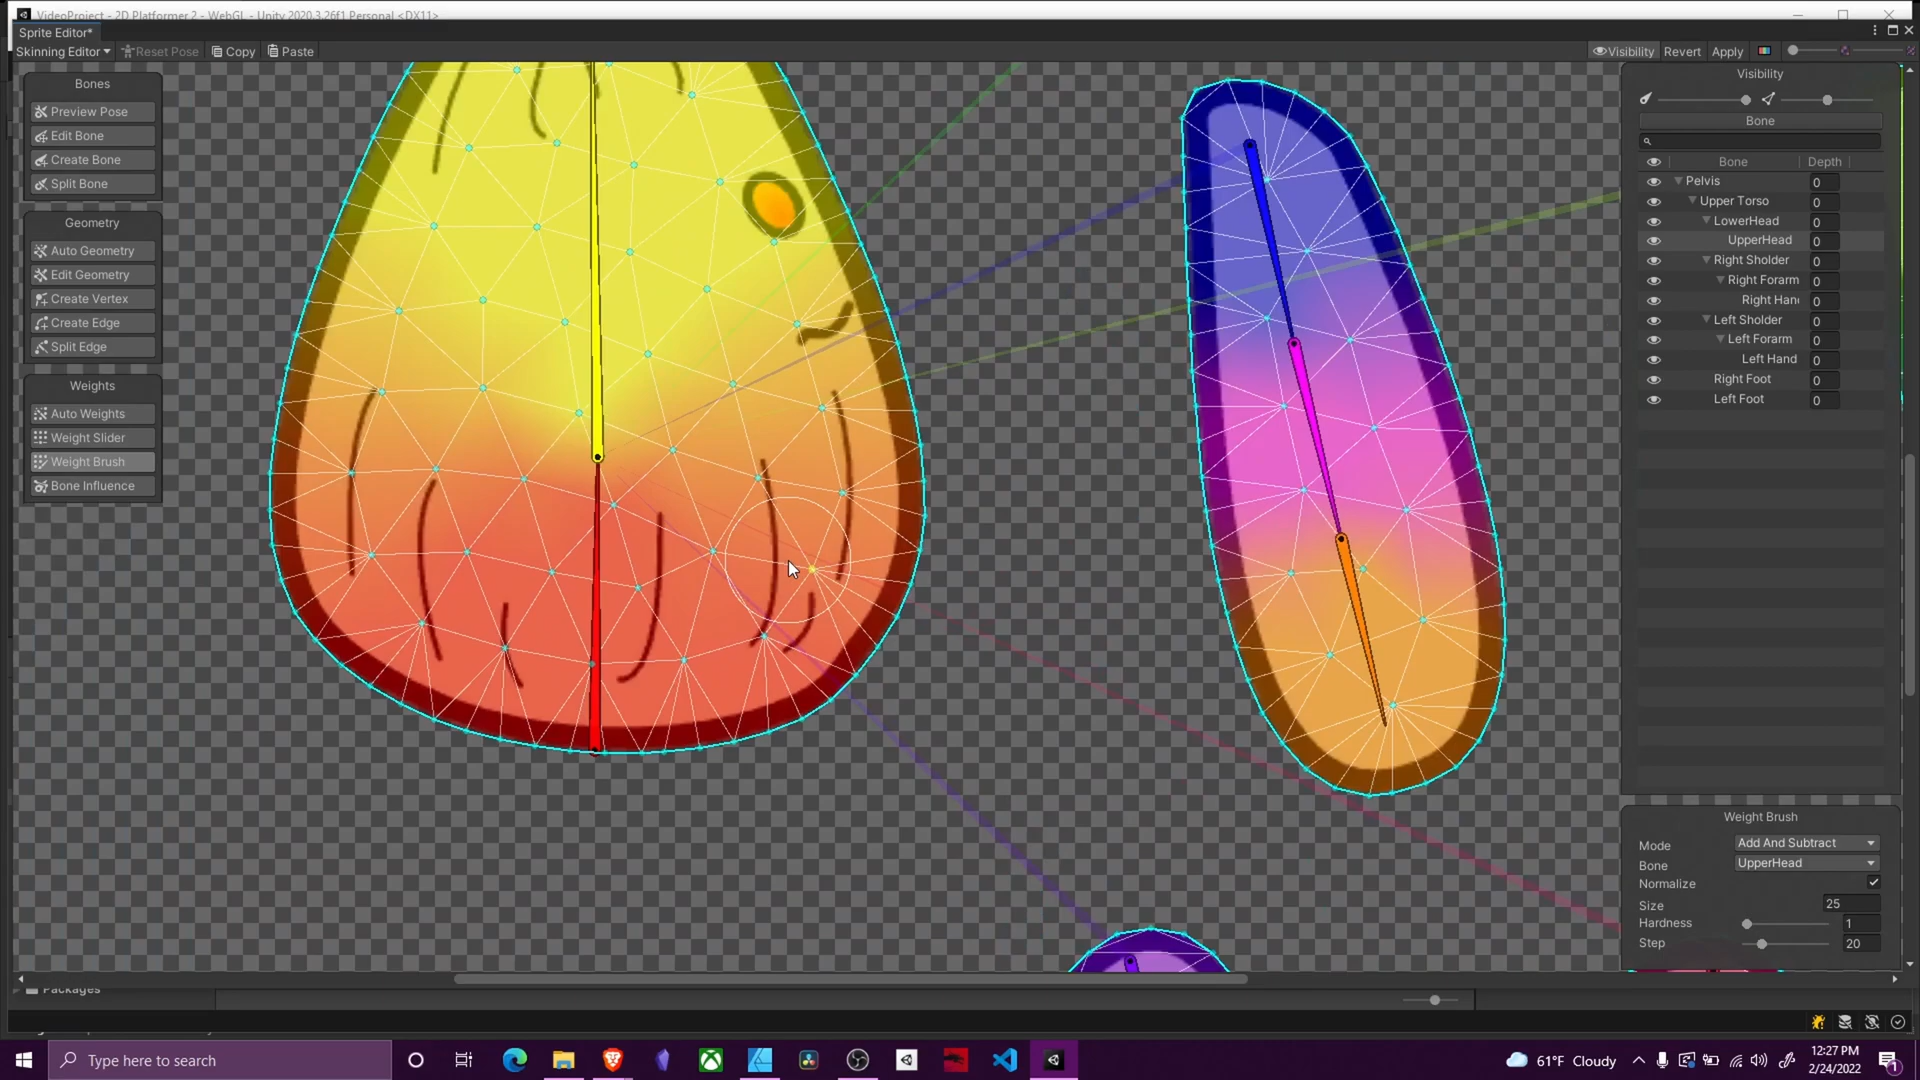 VideoProject - 2D Platformer 2 - WebGL - Unity 2020.3.26f1 Personal <DX11>
Sprite Editor*
Skinning Editor
Reset Pose
Copy
Paste
Visibility
Revert
Apply
Bones
Preview Pose
Edit Bone
Create Bone
Split Bone
Geometry
Auto Geometry
Edit Geometry
Create Vertex
Create Edge
Split Edge
Weights
Auto Weights
Weight Slider
Weight Brush
Bone Influence
Visibility
Bone
Bone Depth
Pelvis 0
Upper Torso 0
LowerHead 0
UpperHead 0
Right Sholder 0
Right Forarm 0
Right Han 0
Left Sholder 0
Left Forarm 0
Left Hand 0
Right Foot 0
Left Foot 0
Weight Brush
Mode Add And Subtract
Bone UpperHead
Normalize
Size 25
Hardness 1
Step 20
Packages
Type here to search
61°F Cloudy
12:27 PM
2/24/2022
1